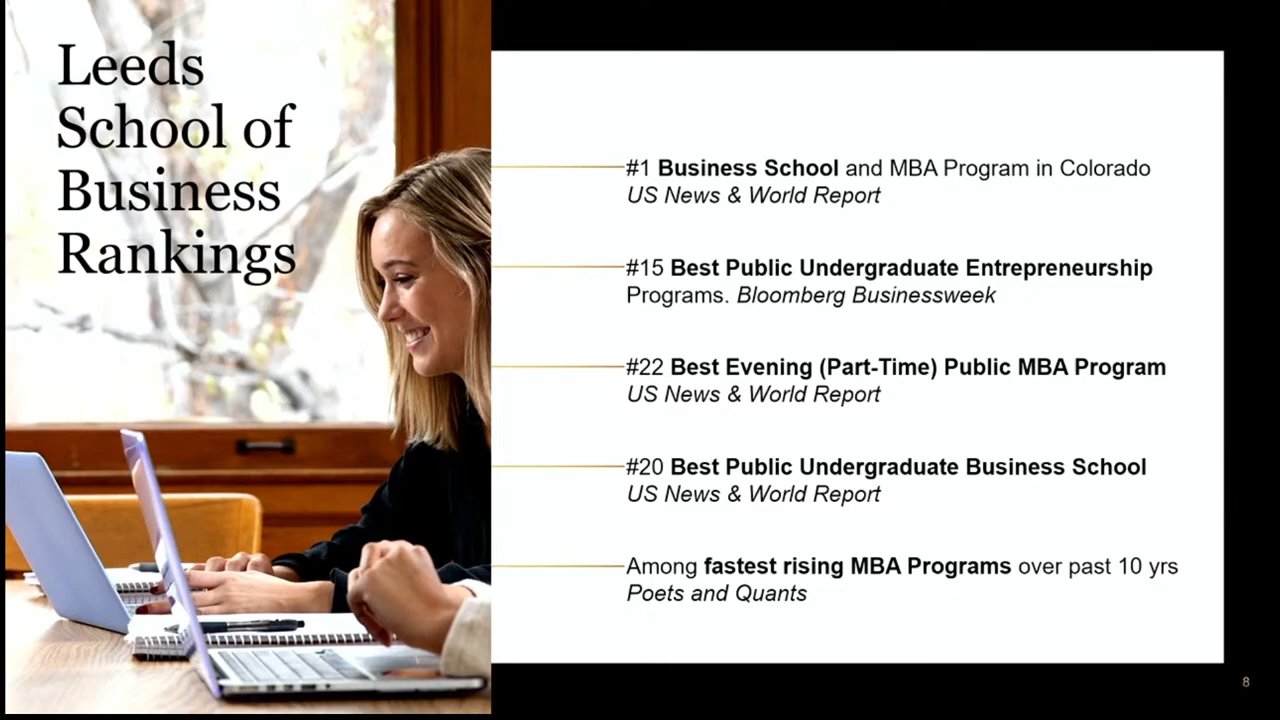 Leeds
School of
Business
Rankings
#1 Business School and MBA Program in Colorado
US News & World Report
#15 Best Public Undergraduate Entrepreneurship
Programs. Bloomberg Businessweek
#22 Best Evening (Part-Time) Public MBA Program
US News & World Report
#20 Best Public Undergraduate Business School
US News & World Report
Among fastest rising MBA Programs over past 10 yrs
Poets and Quants
8